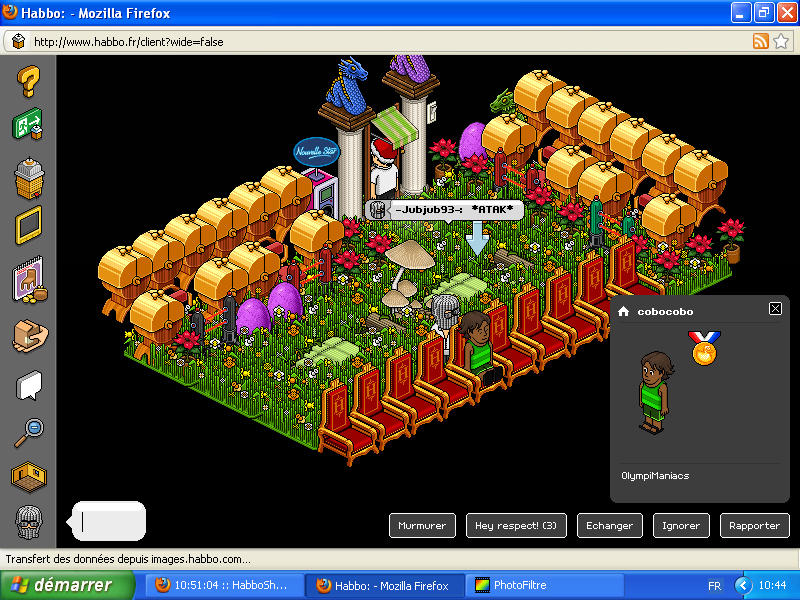 Habbo: - Mozilla Firefox
http://www.habbo.fr/client?wide=false
Nouvelle Star
-Jubjub93-: *ATAK*
cobocobo
OlympiManiacs
Murmurer
Hey respect! (3)
Echanger
Ignorer
Rapporter
Transfert des données depuis images.habbo.com...
démarrer
10:51:04 :: HabboSh...
Habbo: - Mozilla Firefox
PhotoFiltre
FR
10:44